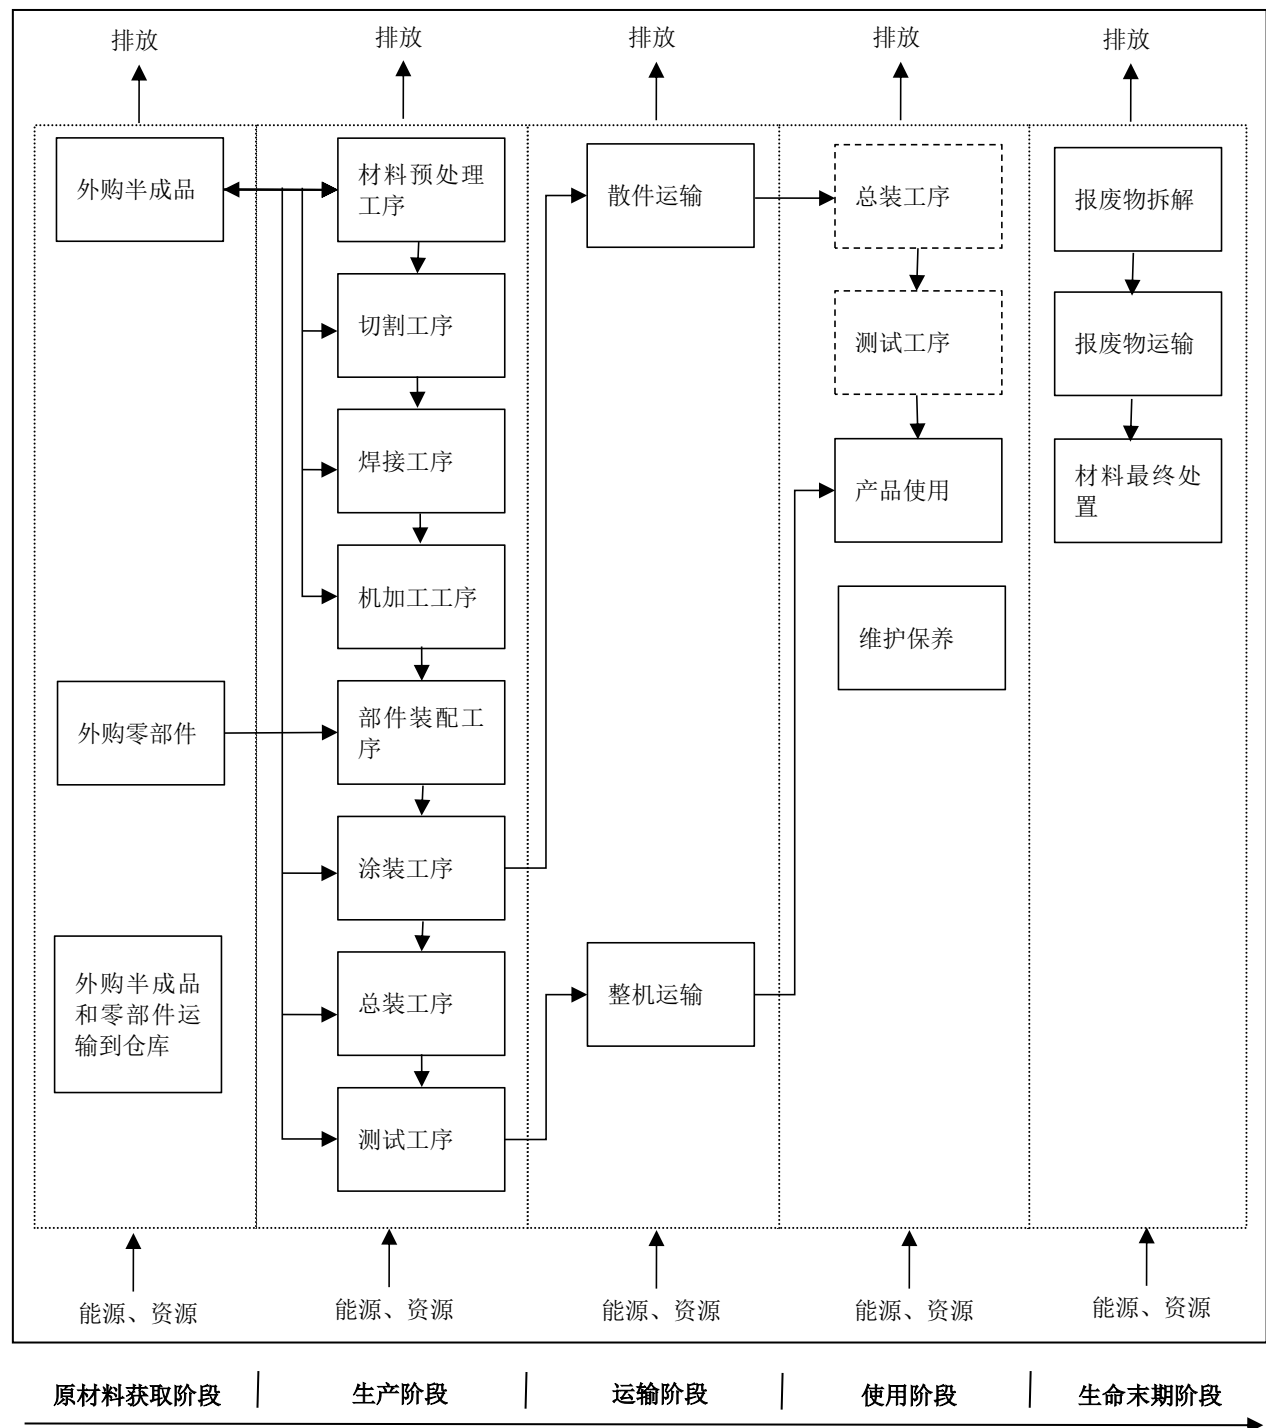 排放
排放
排放
排放
排放
外购半成品
外购零部件
外购半成品
和零部件运
输到仓库
材料预处理
工序
切割工序
焊接工序
机加工工序
部件装配工
序
涂装工序
总装工序
测试工序
散件运输
整机运输
总装工序
测试工序
产品使用
维护保养
报废物拆解
报废物运输
材料最终处
置
能源、资源
能源、资源
能源、资源
能源、资源
能源、资源
原材料获取阶段
生产阶段
运输阶段
使用阶段
生命末期阶段